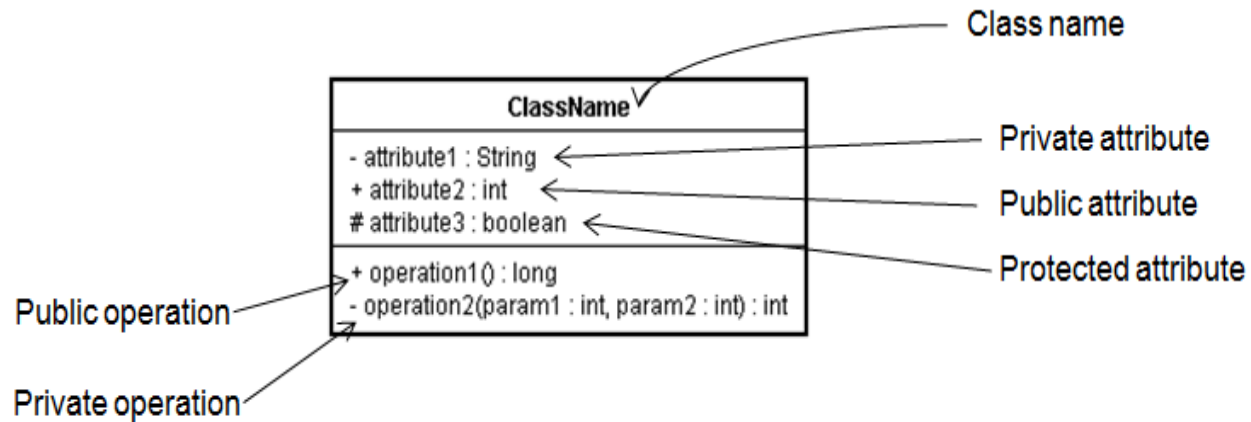 Class name
ClassName
- attribute1 : String
Private attribute
+ attribute2 : int
Public attribute
# attribute3 : boolean
Protected attribute
+ operation1() : long
Public operation
- operation2(param1 : int, param2 : int) : int
Private operation